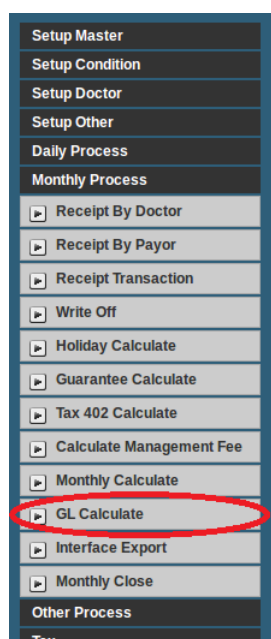 Setup Master
Setup Condition
Setup Doctor
Setup Other
Daily Process
Monthly Process
Receipt By Doctor
Receipt By Payor
Receipt Transaction
Write Off
Holiday Calculate
Guarantee Calculate
Tax 402 Calculate
Calculate Management Fee
Monthly Calculate
GL Calculate
Interface Export
Monthly Close
Other Process